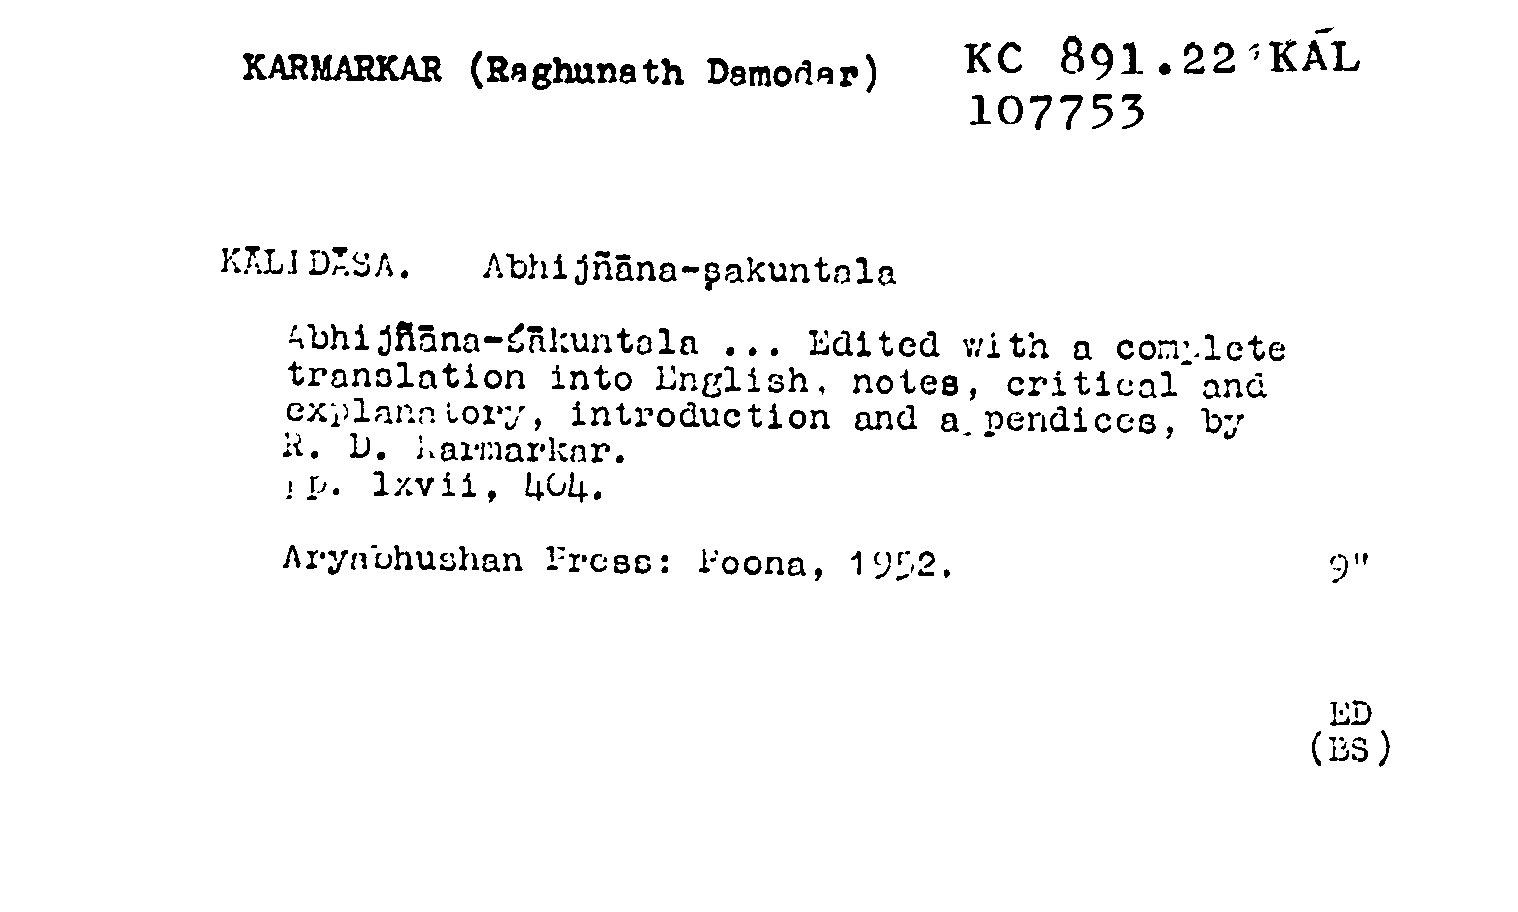 KARMARKAR (Raghunath Damodar)
KC 891.22 KĀL
107753
KĀLIDĀSA. Abhijñāna-şakuntala
Abhijñāna-śākuntala ... Edited with a complete
translation into English, notes, critical and
explanatory, introduction and appendices, by
R. D. Karmarkar.
pp. lxvii, 404.
Aryabhushan Press: Poona, 1952. 9"
ED
(BS)